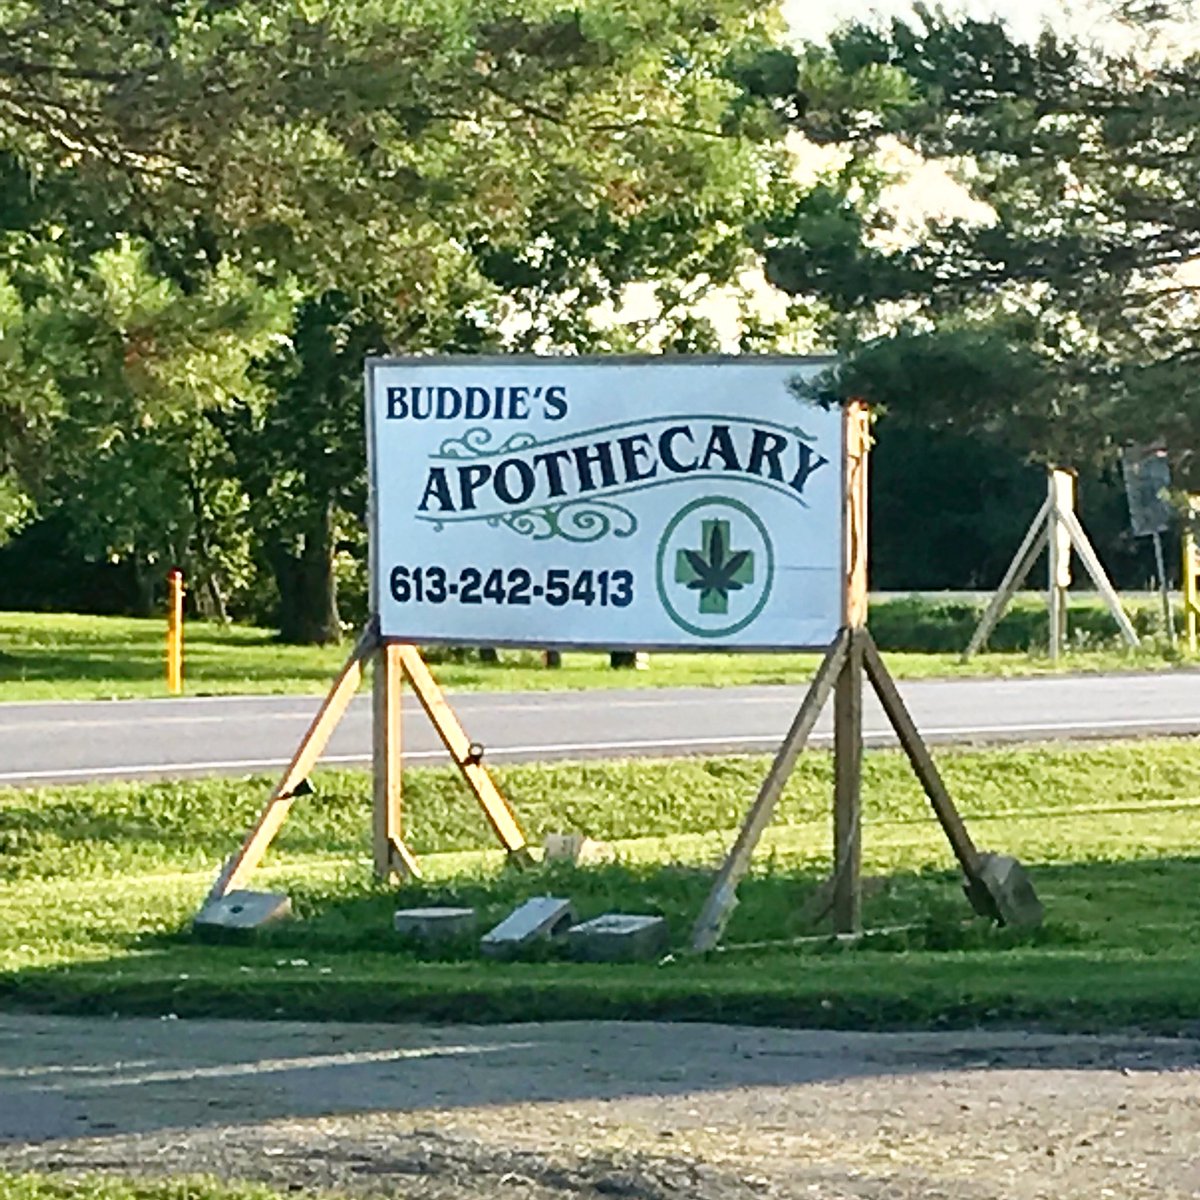 BUDDIE'S
APOTHECARY
613-242-5413